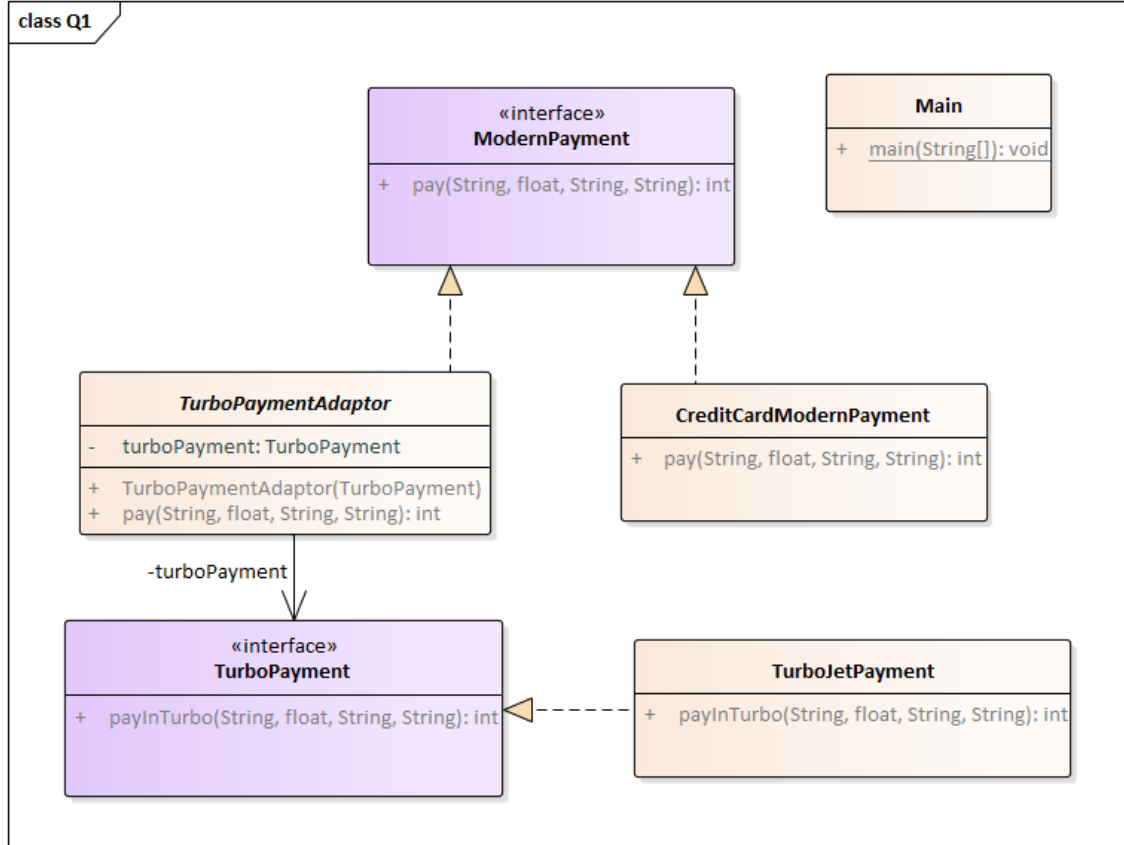 class Q1
«interface»
ModernPayment
+ pay(String, float, String, String): int
Main
+ main(String[]): void
TurboPaymentAdaptor
- turboPayment: TurboPayment
+ TurboPaymentAdaptor(TurboPayment)
+ pay(String, float, String, String): int
CreditCardModernPayment
+ pay(String, float, String, String): int
-turboPayment
«interface»
TurboPayment
+ payInTurbo(String, float, String, String): int
TurboJetPayment
+ payInTurbo(String, float, String, String): int